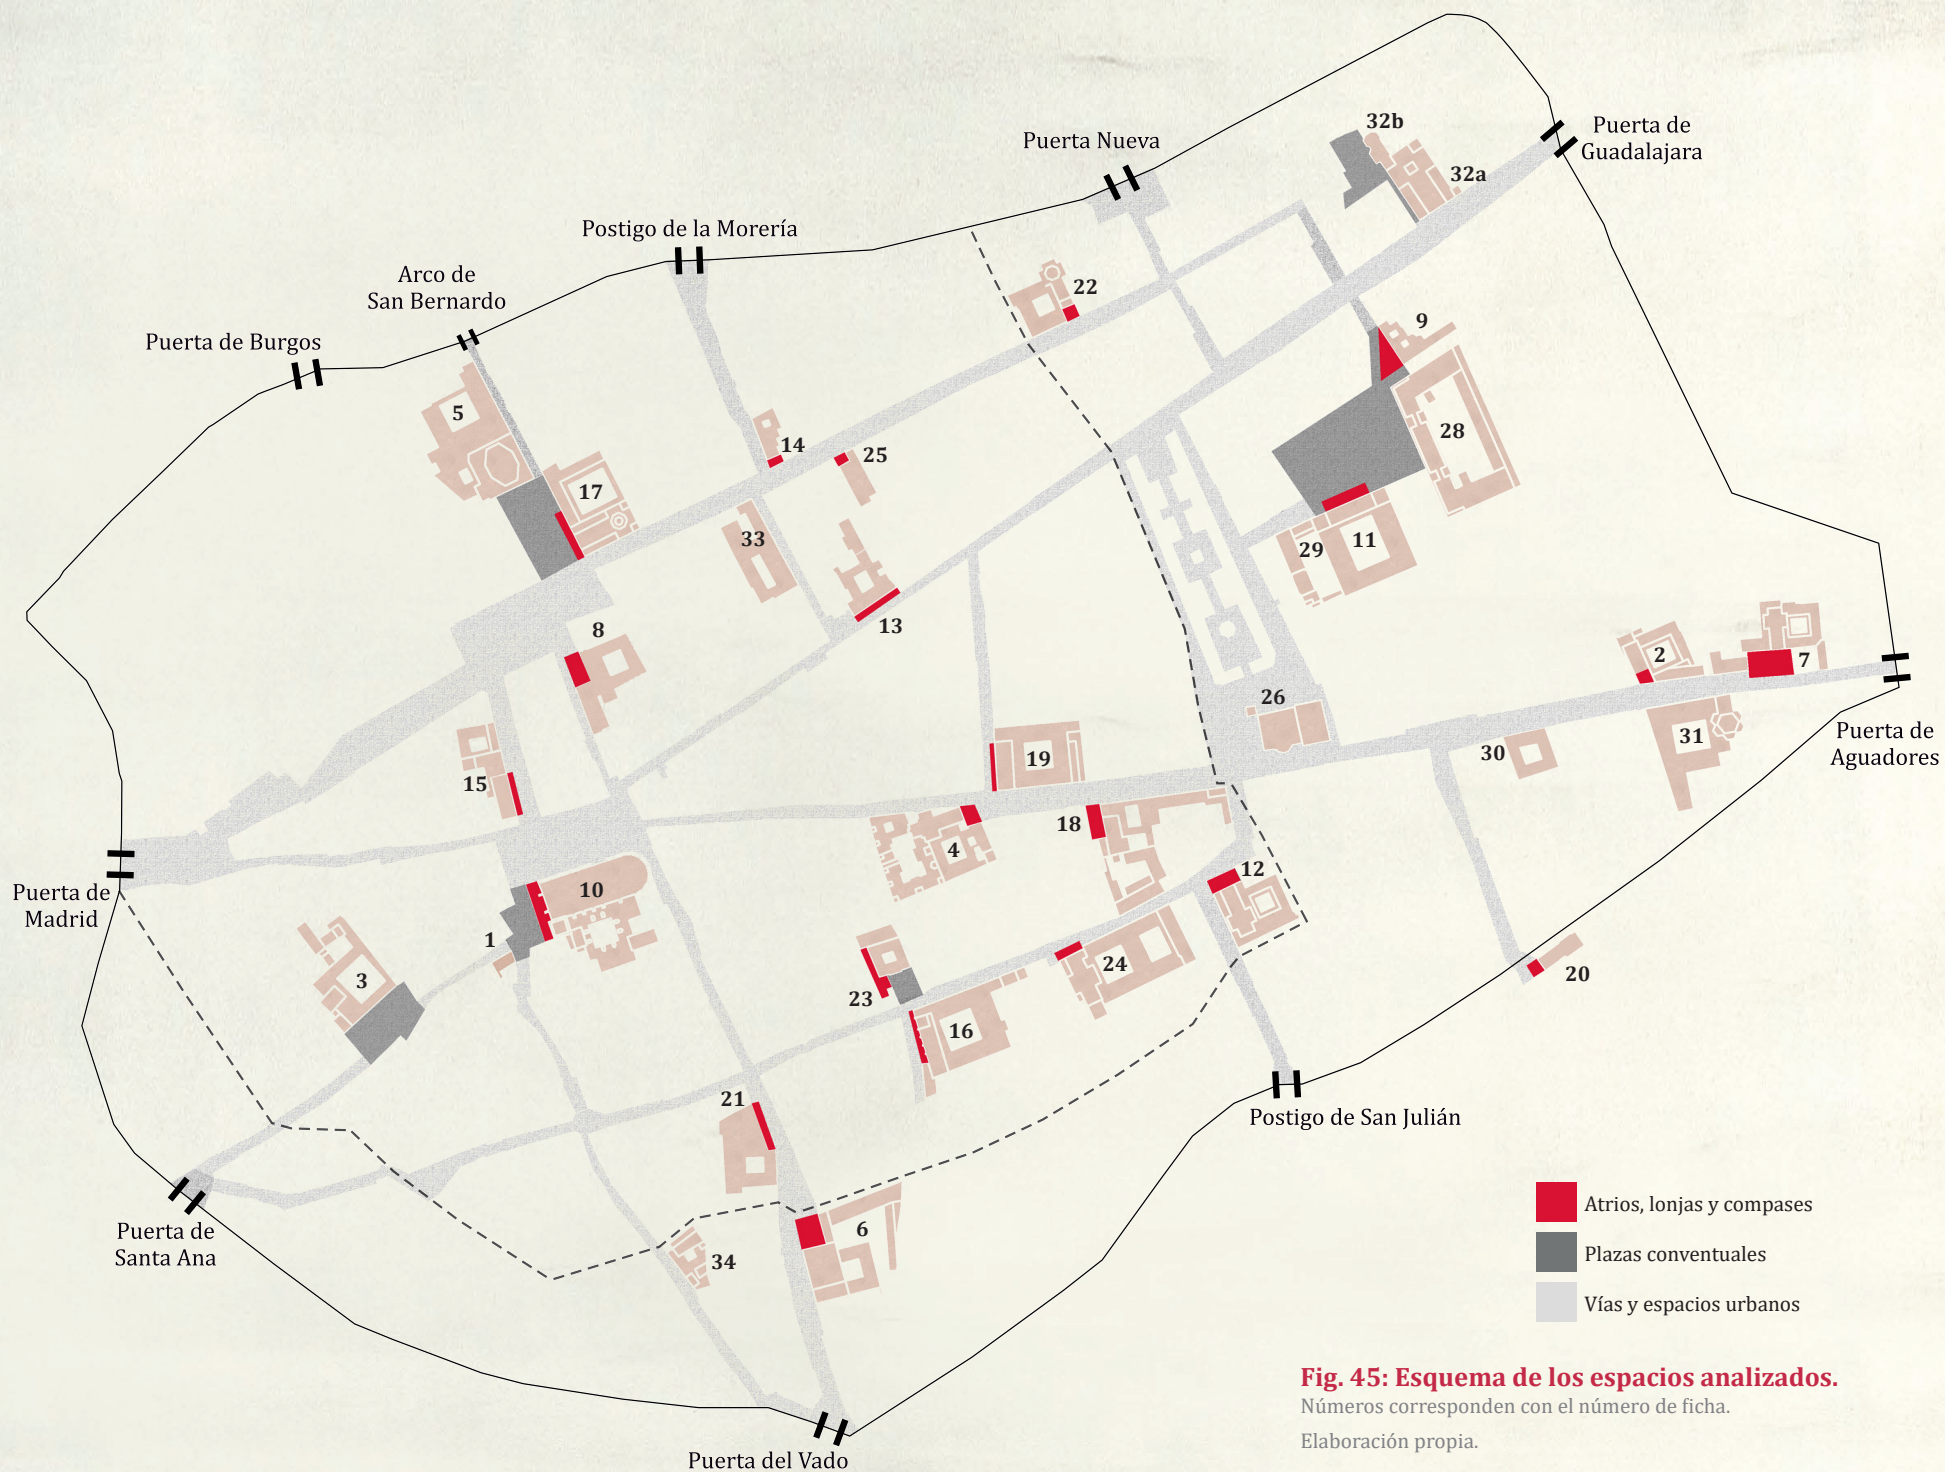 32b
Puerta de
Guadalajara
Puerta Nueva
32a
Postigo de la Morería
Arco de
San Bernardo
22
9
Puerta de Burgos
5
14
25
28
17
33
29
11
13
8
2
7
26
31
Puerta de
Aguadores
30
19
15
18
4
12
10
Puerta de
Madrid
1
3
24
20
23
16
21
Postigo de San Julián
Puerta de
Santa Ana
6
34
Atrios, lonjas y compases
Plazas conventuales
Vías y espacios urbanos
Fig. 45: Esquema de los espacios analizados.
Números corresponden con el número de ficha.
Elaboración propia.
Puerta del Vado